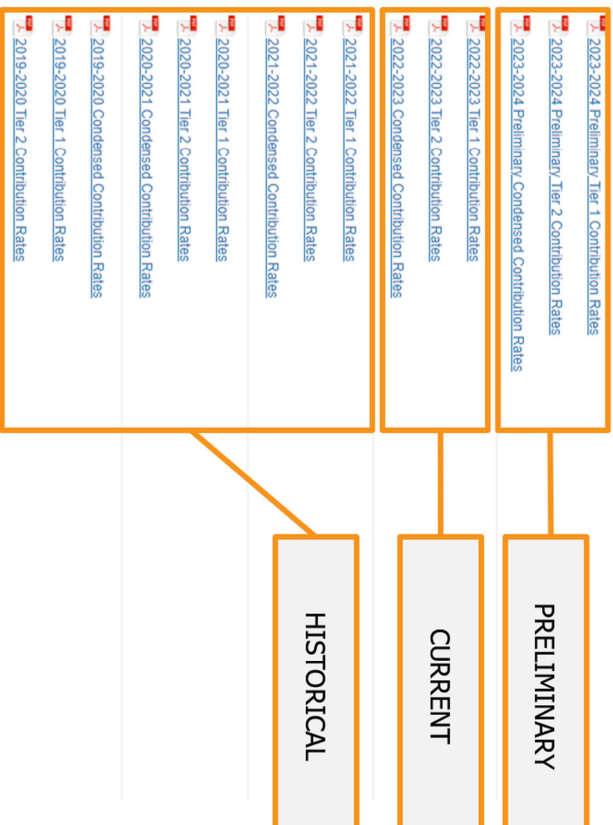 2023-2024 Preliminary Tier 1 Contribution Rates
2023-2024 Preliminary Tier 2 Contribution Rates
2023-2024 Preliminary Condensed Contribution Rates
PRELIMINARY
2022-2023 Tier 1 Contribution Rates
2022-2023 Tier 2 Contribution Rates
2022-2023 Condensed Contribution Rates
CURRENT
2021-2022 Tier 1 Contribution Rates
2021-2022 Tier 2 Contribution Rates
2021-2022 Condensed Contribution Rates
2020-2021 Tier 1 Contribution Rates
2020-2021 Tier 2 Contribution Rates
2020-2021 Condensed Contribution Rates
2019-2020 Condensed Contribution Rates
2019-2020 Tier 1 Contribution Rates
2019-2020 Tier 2 Contribution Rates
HISTORICAL